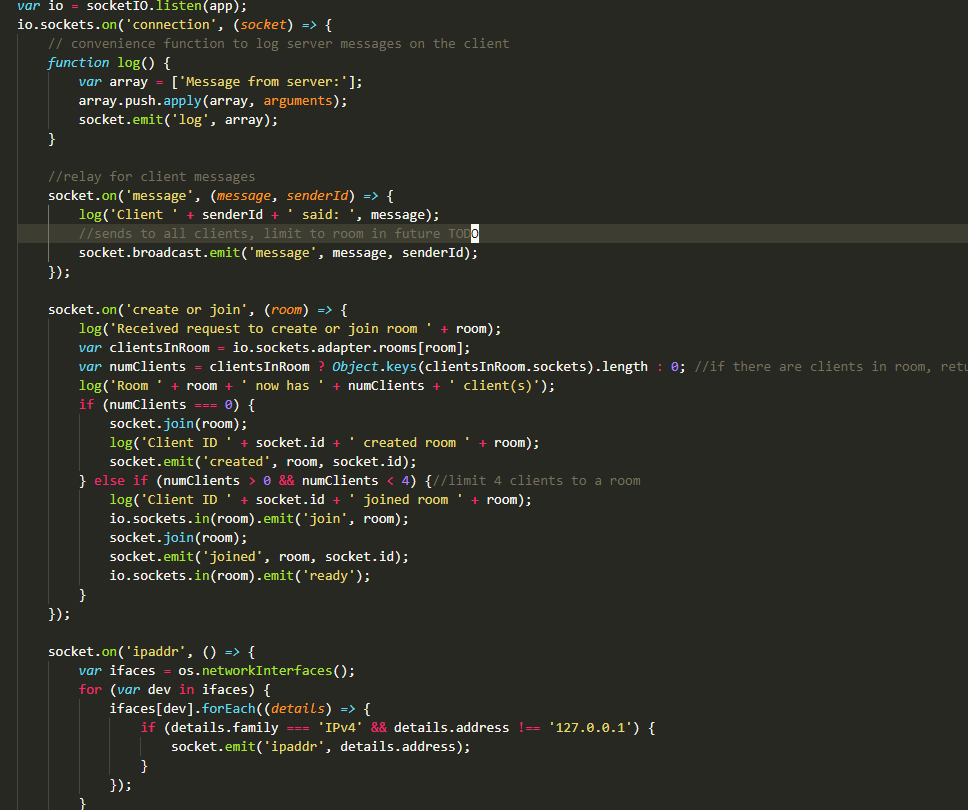 var io = socketIO.listen(app);
io.sockets.on('connection', (socket) => {
// convenience function to log server messages on the client
function log() {
var array = ['Message from server:'];
array.push.apply(array, arguments);
socket.emit('log', array);
}
//relay for client messages
socket.on('message', (message, senderId) => {
log('Client ' + senderId + ' said: ', message);
//sends to all clients, limit to room in future TODO
socket.broadcast.emit('message', message, senderId);
});
socket.on('create or join', (room) => {
log('Received request to create or join room ' + room);
var clientsInRoom = io.sockets.adapter.rooms[room];
var numClients = clientsInRoom ? Object.keys(clientsInRoom.sockets).length : 0; //if there are clients in room,
log('Room ' + room + ' now has ' + numClients + ' client(s)');
if (numClients === 0) {
socket.join(room);
log('Client ID ' + socket.id + ' created room ' + room);
socket.emit('created', room, socket.id);
} else if (numClients > 0 && numClients < 4) {//limit 4 clients to a room
log('Client ID ' + socket.id + ' joined room ' + room);
io.sockets.in(room).emit('join', room);
socket.join(room);
socket.emit('joined', room, socket.id);
io.sockets.in(room).emit('ready');
}
});
socket.on('ipaddr', () => {
var ifaces = os.networkInterfaces();
for (var dev in ifaces) {
ifaces[dev].forEach((details) => {
if (details.family === 'IPv4' && details.address !== '127.0.0.1') {
socket.emit('ipaddr', details.address);
}
});
}